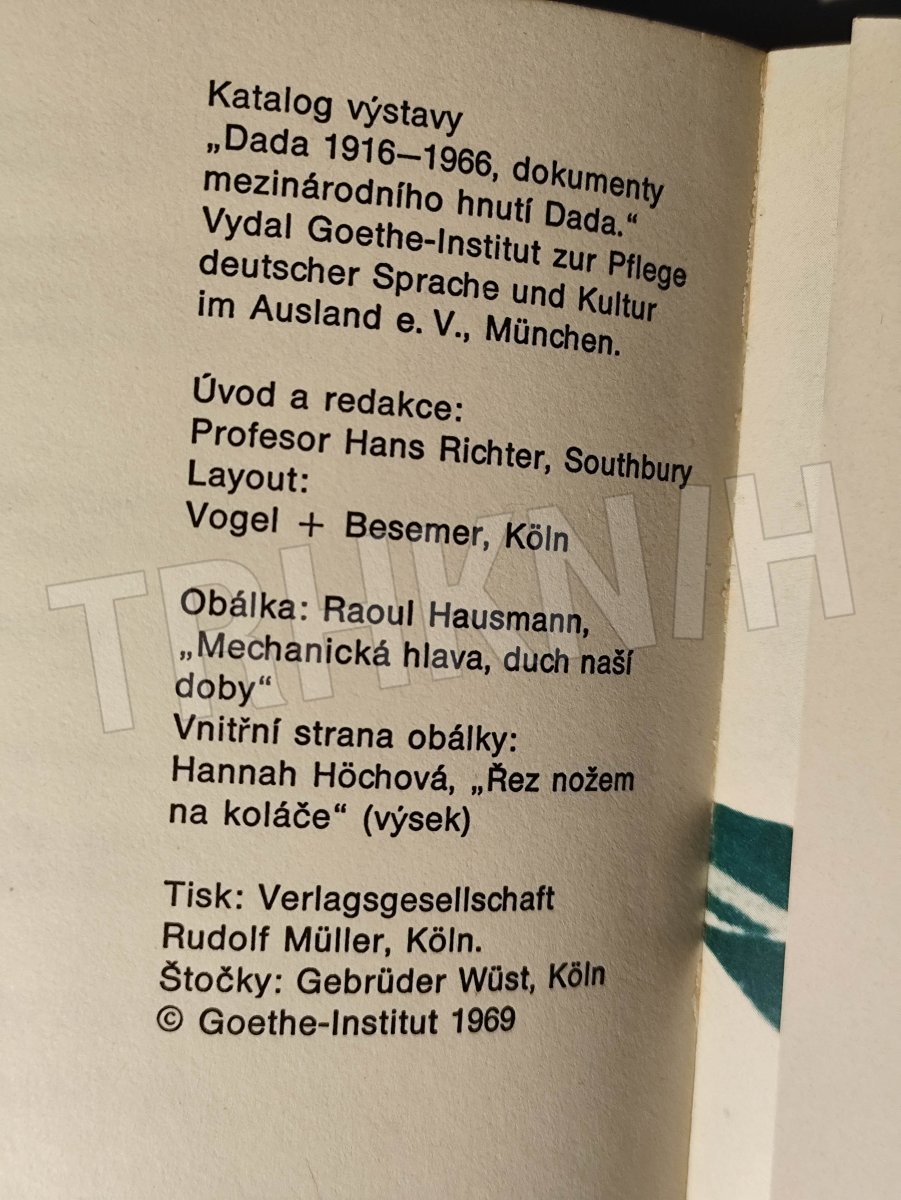 Katalog výstavy
„Dada 1916—1966, dokumenty
mezinárodního hnutí Dada.“
Vydal Goethe-Institut zur Pflege
deutscher Sprache und Kultur
im Ausland e. V., München.
Úvod a redakce:
Profesor Hans Richter, Southbury
Layout:
Vogel + Besemer, Köln
TRHKNIH
Obálka: Raoul Hausmann,
„Mechanická hlava, duch naší
doby“
Vnitřní strana obálky:
Hannah Höchová, „Řez nožem
na koláče“ (výsek)
Tisk: Verlagsgesellschaft
Rudolf Müller, Köln.
Štočky: Gebrüder Wüst, Köln
© Goethe-Institut 1969